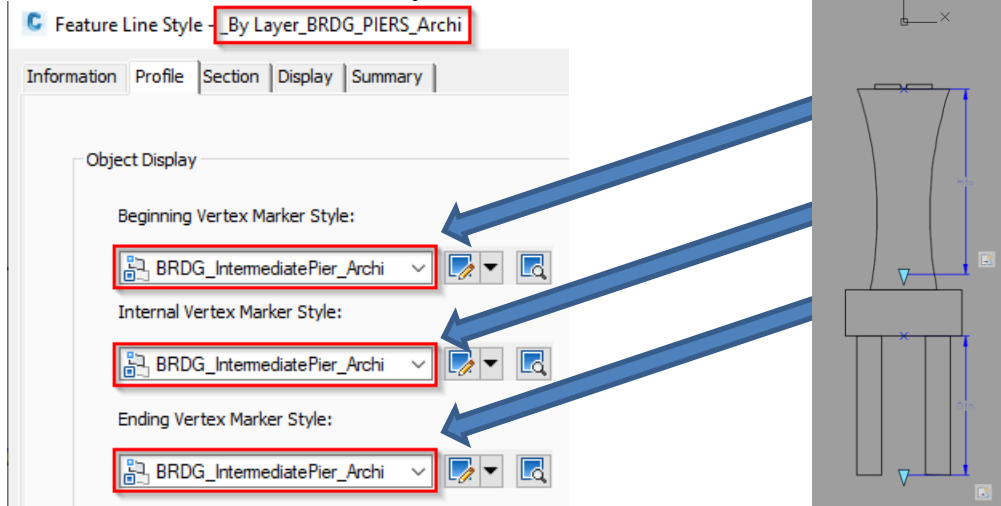 Feature Line Style - _By Layer_BRDG_PIERS_Archi
Information Profile Section Display Summary
Object Display
Beginning Vertex Marker Style:
BRDG_IntermediatePier_Archi
Internal Vertex Marker Style:
BRDG_IntermediatePier_Archi
Ending Vertex Marker Style:
BRDG_IntermediatePier_Archi